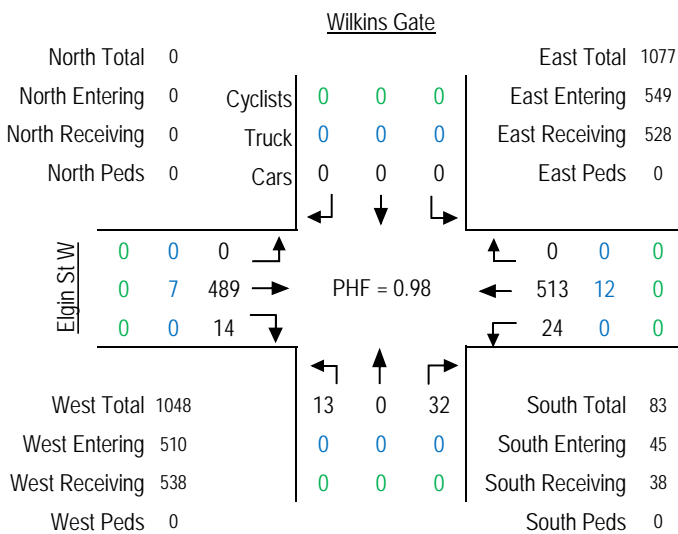 Wilkins Gate
North Total 0
East Total 1077
North Entering 0
Cyclists 0 0 0
East Entering 549
North Receiving 0
Truck 0 0 0
East Receiving 528
North Peds 0
Cars 0 0 0
East Peds 0
Elgin St W
0 0 0
0 0 0
0 7 489
PHF = 0.98
513 12 0
0 0 14
24 0 0
West Total 1048
13 0 32
South Total 83
West Entering 510
0 0 0
South Entering 45
West Receiving 538
0 0 0
South Receiving 38
West Peds 0
South Peds 0